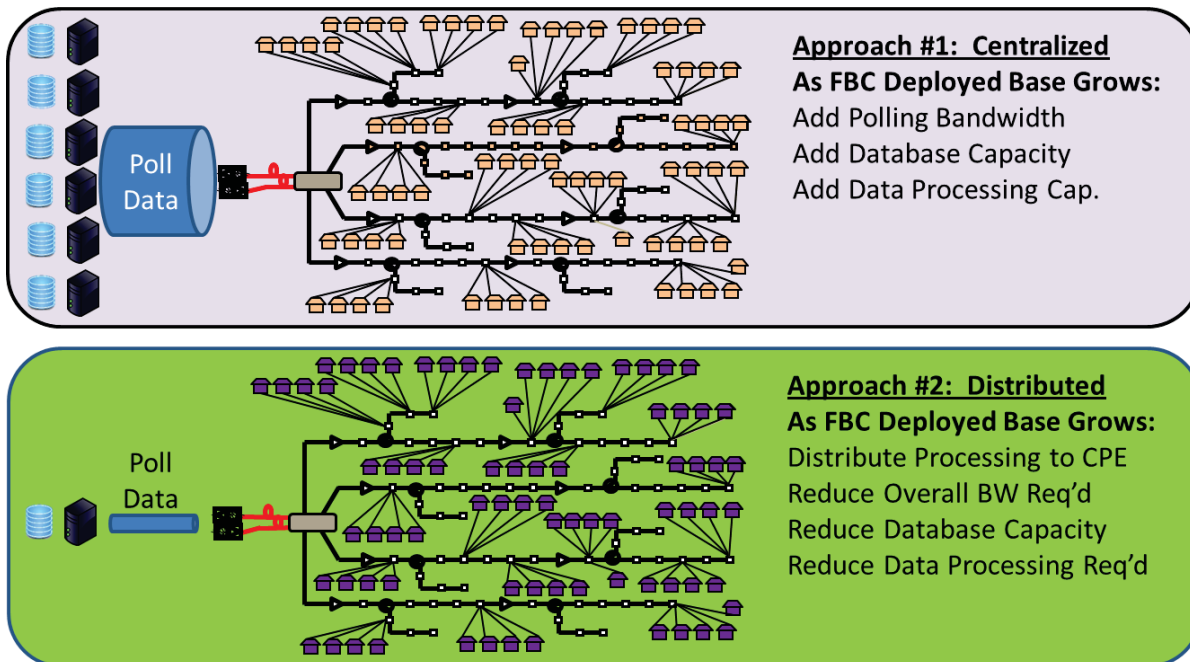 Approach #1:  Centralized
As FBC Deployed Base Grows:
Add Polling Bandwidth
Add Database Capacity
Add Data Processing Cap.
Poll
Data
Approach #2:  Distributed
As FBC Deployed Base Grows:
Distribute Processing to CPE
Reduce Overall BW Req’d
Reduce Database Capacity
Reduce Data Processing Req’d
Poll
Data